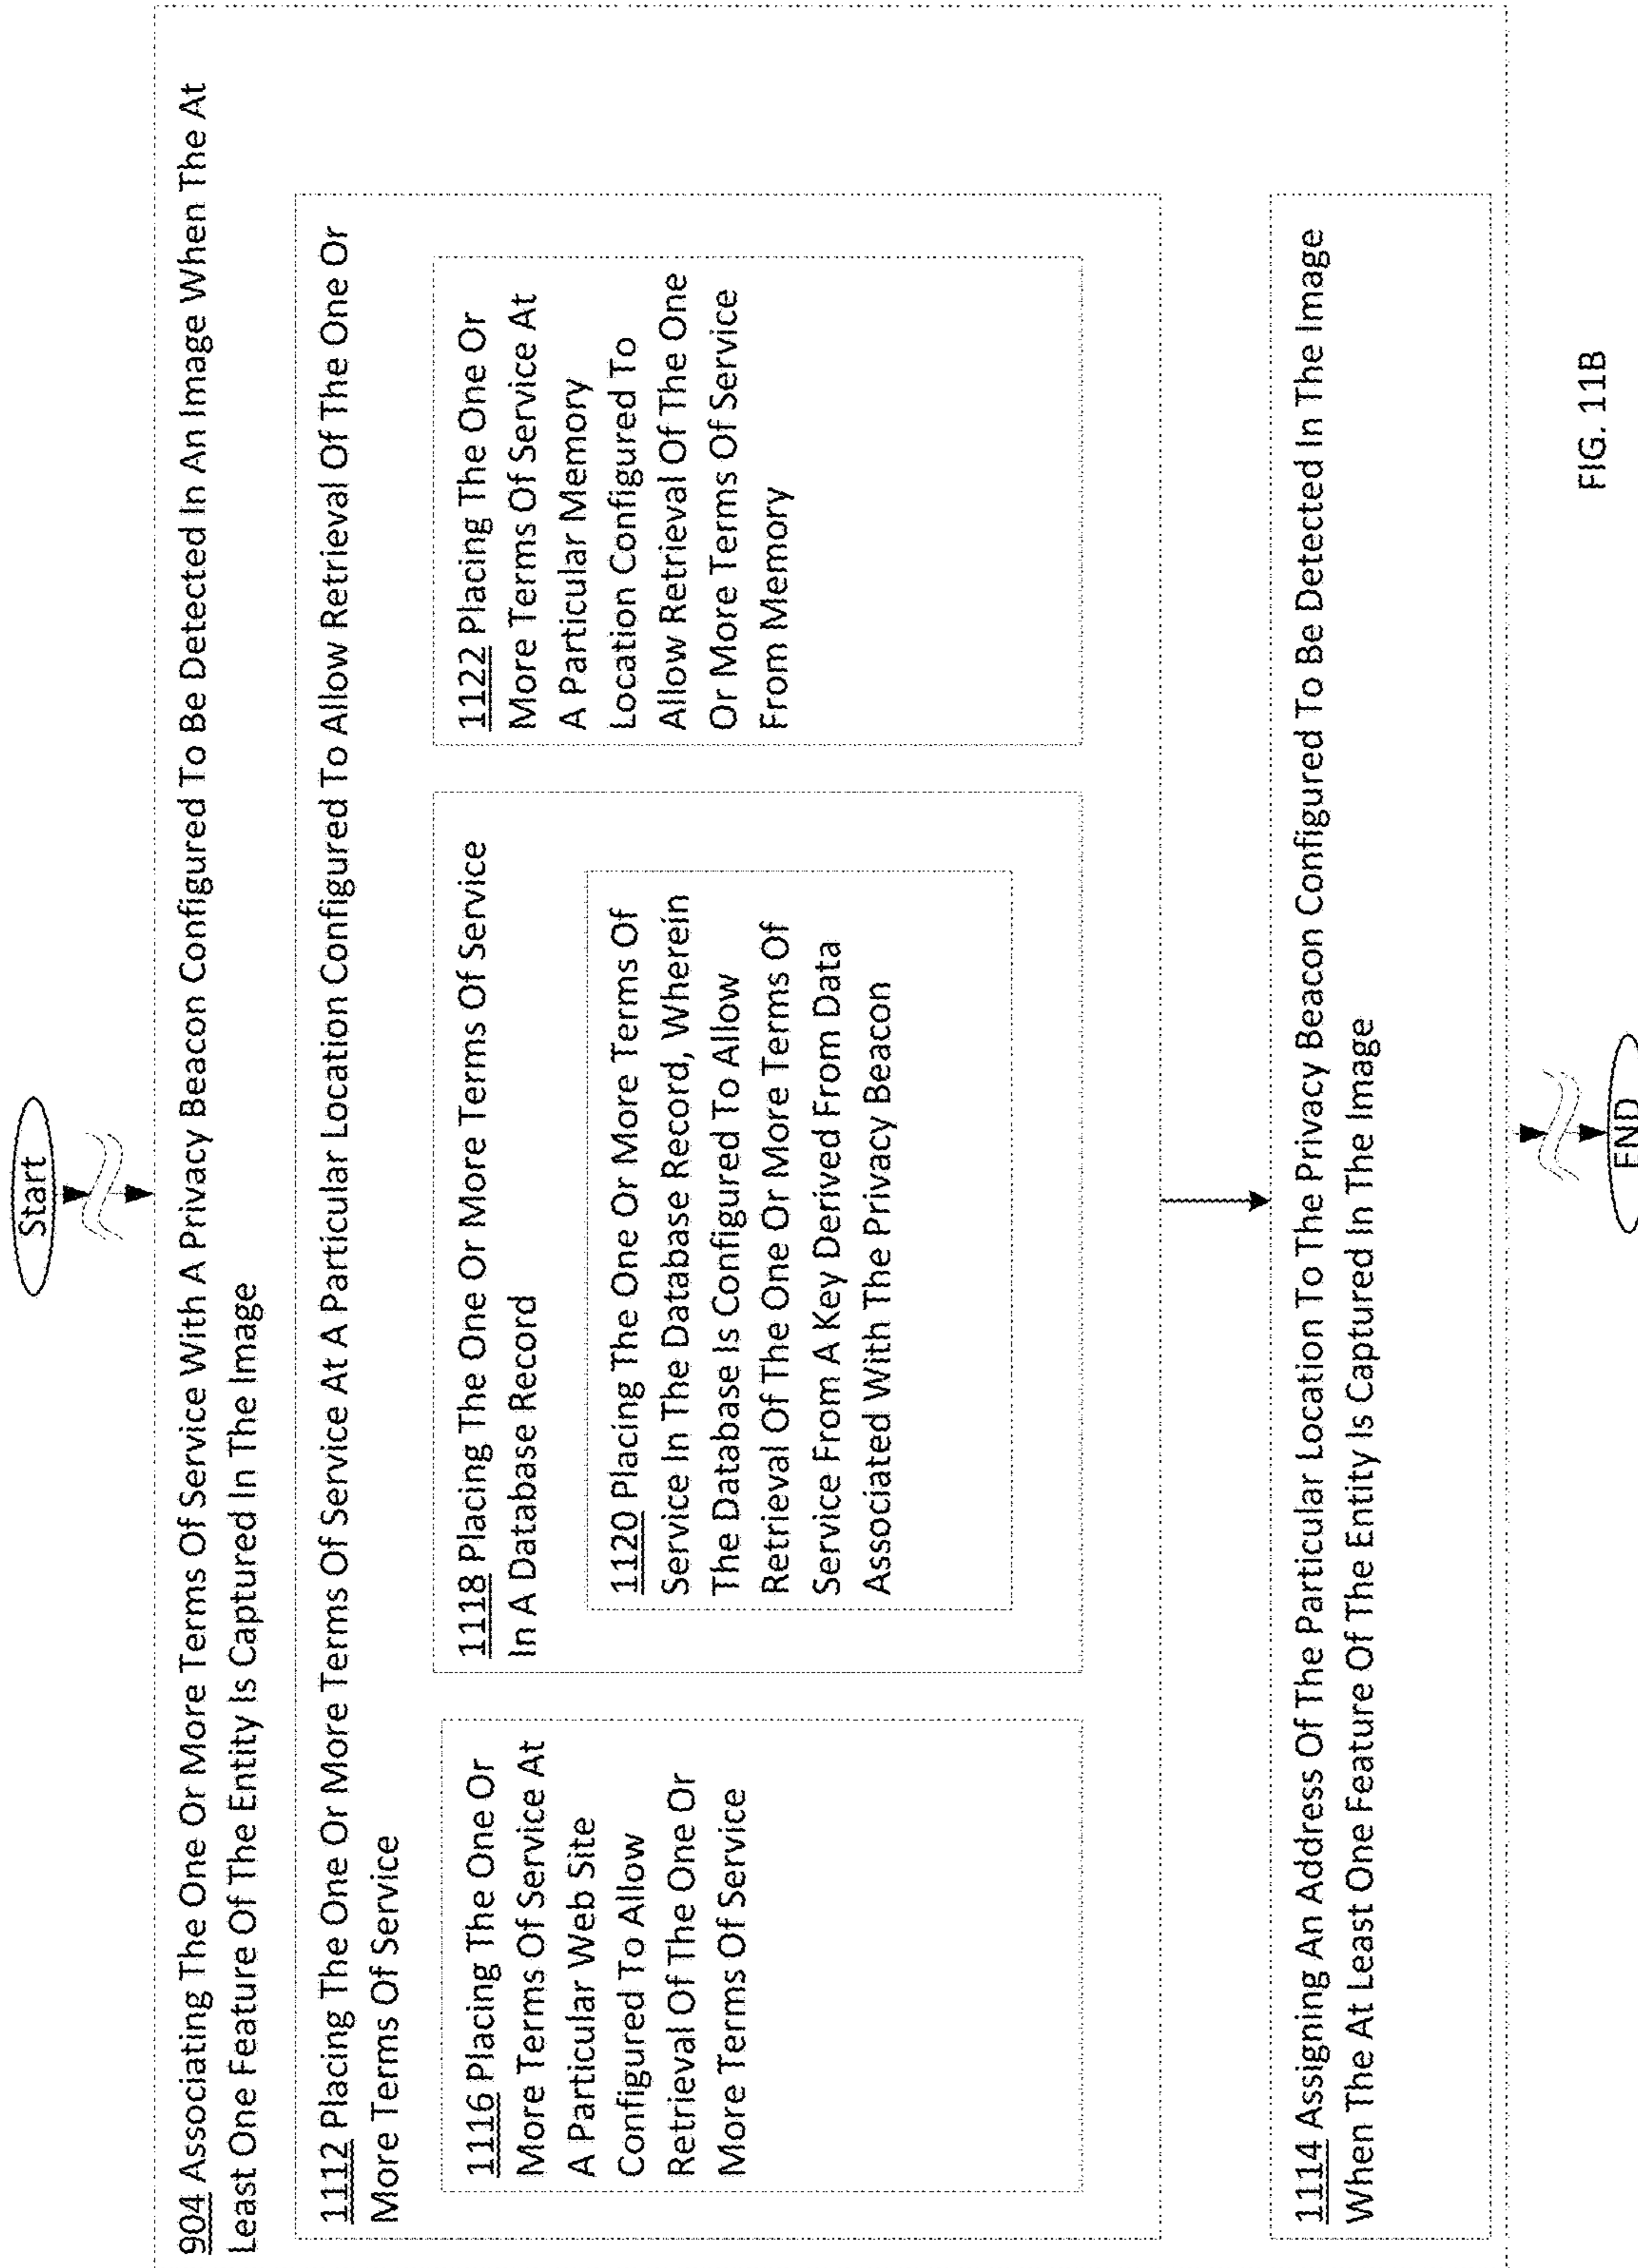 Start
904 Associating The One Or More Terms Of Service With A Privacy Beacon Configured To Be Detected In An Image When The At
Least One Feature Of The Entity Is Captured In The Image
1112 Placing The One Or More Terms Of Service At A Particular Location Configured To Allow Retrieval Of The One Or
More Terms Of Service
1116 Placing The One Or
More Terms Of Service At
A Particular Web Site
Configured To Allow
Retrieval Of The One Or
More Terms Of Service
1118 Placing The One Or More Terms Of Service
In A Database Record
1120 Placing The One Or More Terms Of
Service In The Database Record, Wherein
The Database Is Configured To Allow
Retrieval Of The One Or More Terms Of
Service From A Key Derived From Data
Associated With The Privacy Beacon
1122 Placing The One Or
More Terms Of Service At
A Particular Memory
Location Configured To
Allow Retrieval Of The One
Or More Terms Of Service
From Memory
1114 Assigning An Address Of The Particular Location To The Privacy Beacon Configured To Be Detected In The Image
When The At Least One Feature Of The Entity Is Captured In The Image
END
FIG. 11B